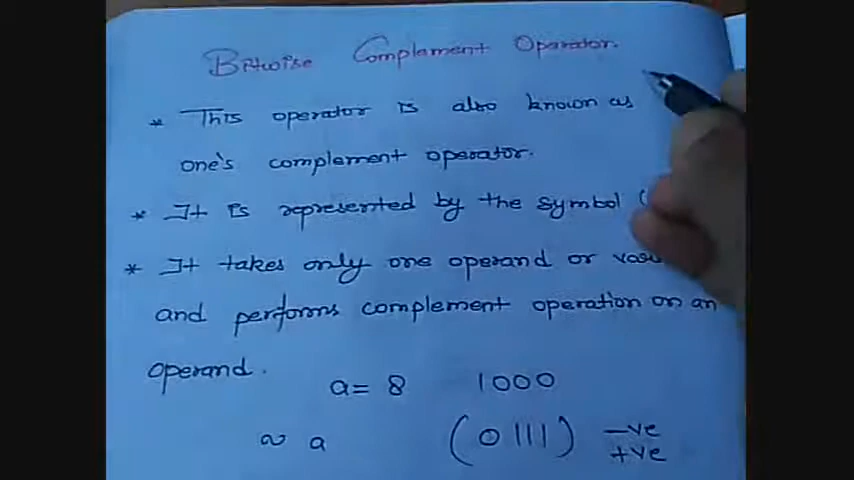 Bitwise Complement Operator.
* This operator is also known as
one's complement operator.
* It is represented by the symbol (
* It takes only one operand or
and performs complement operation on an
operand.
a= 8 1000
~ a (0111) -ve
+ve